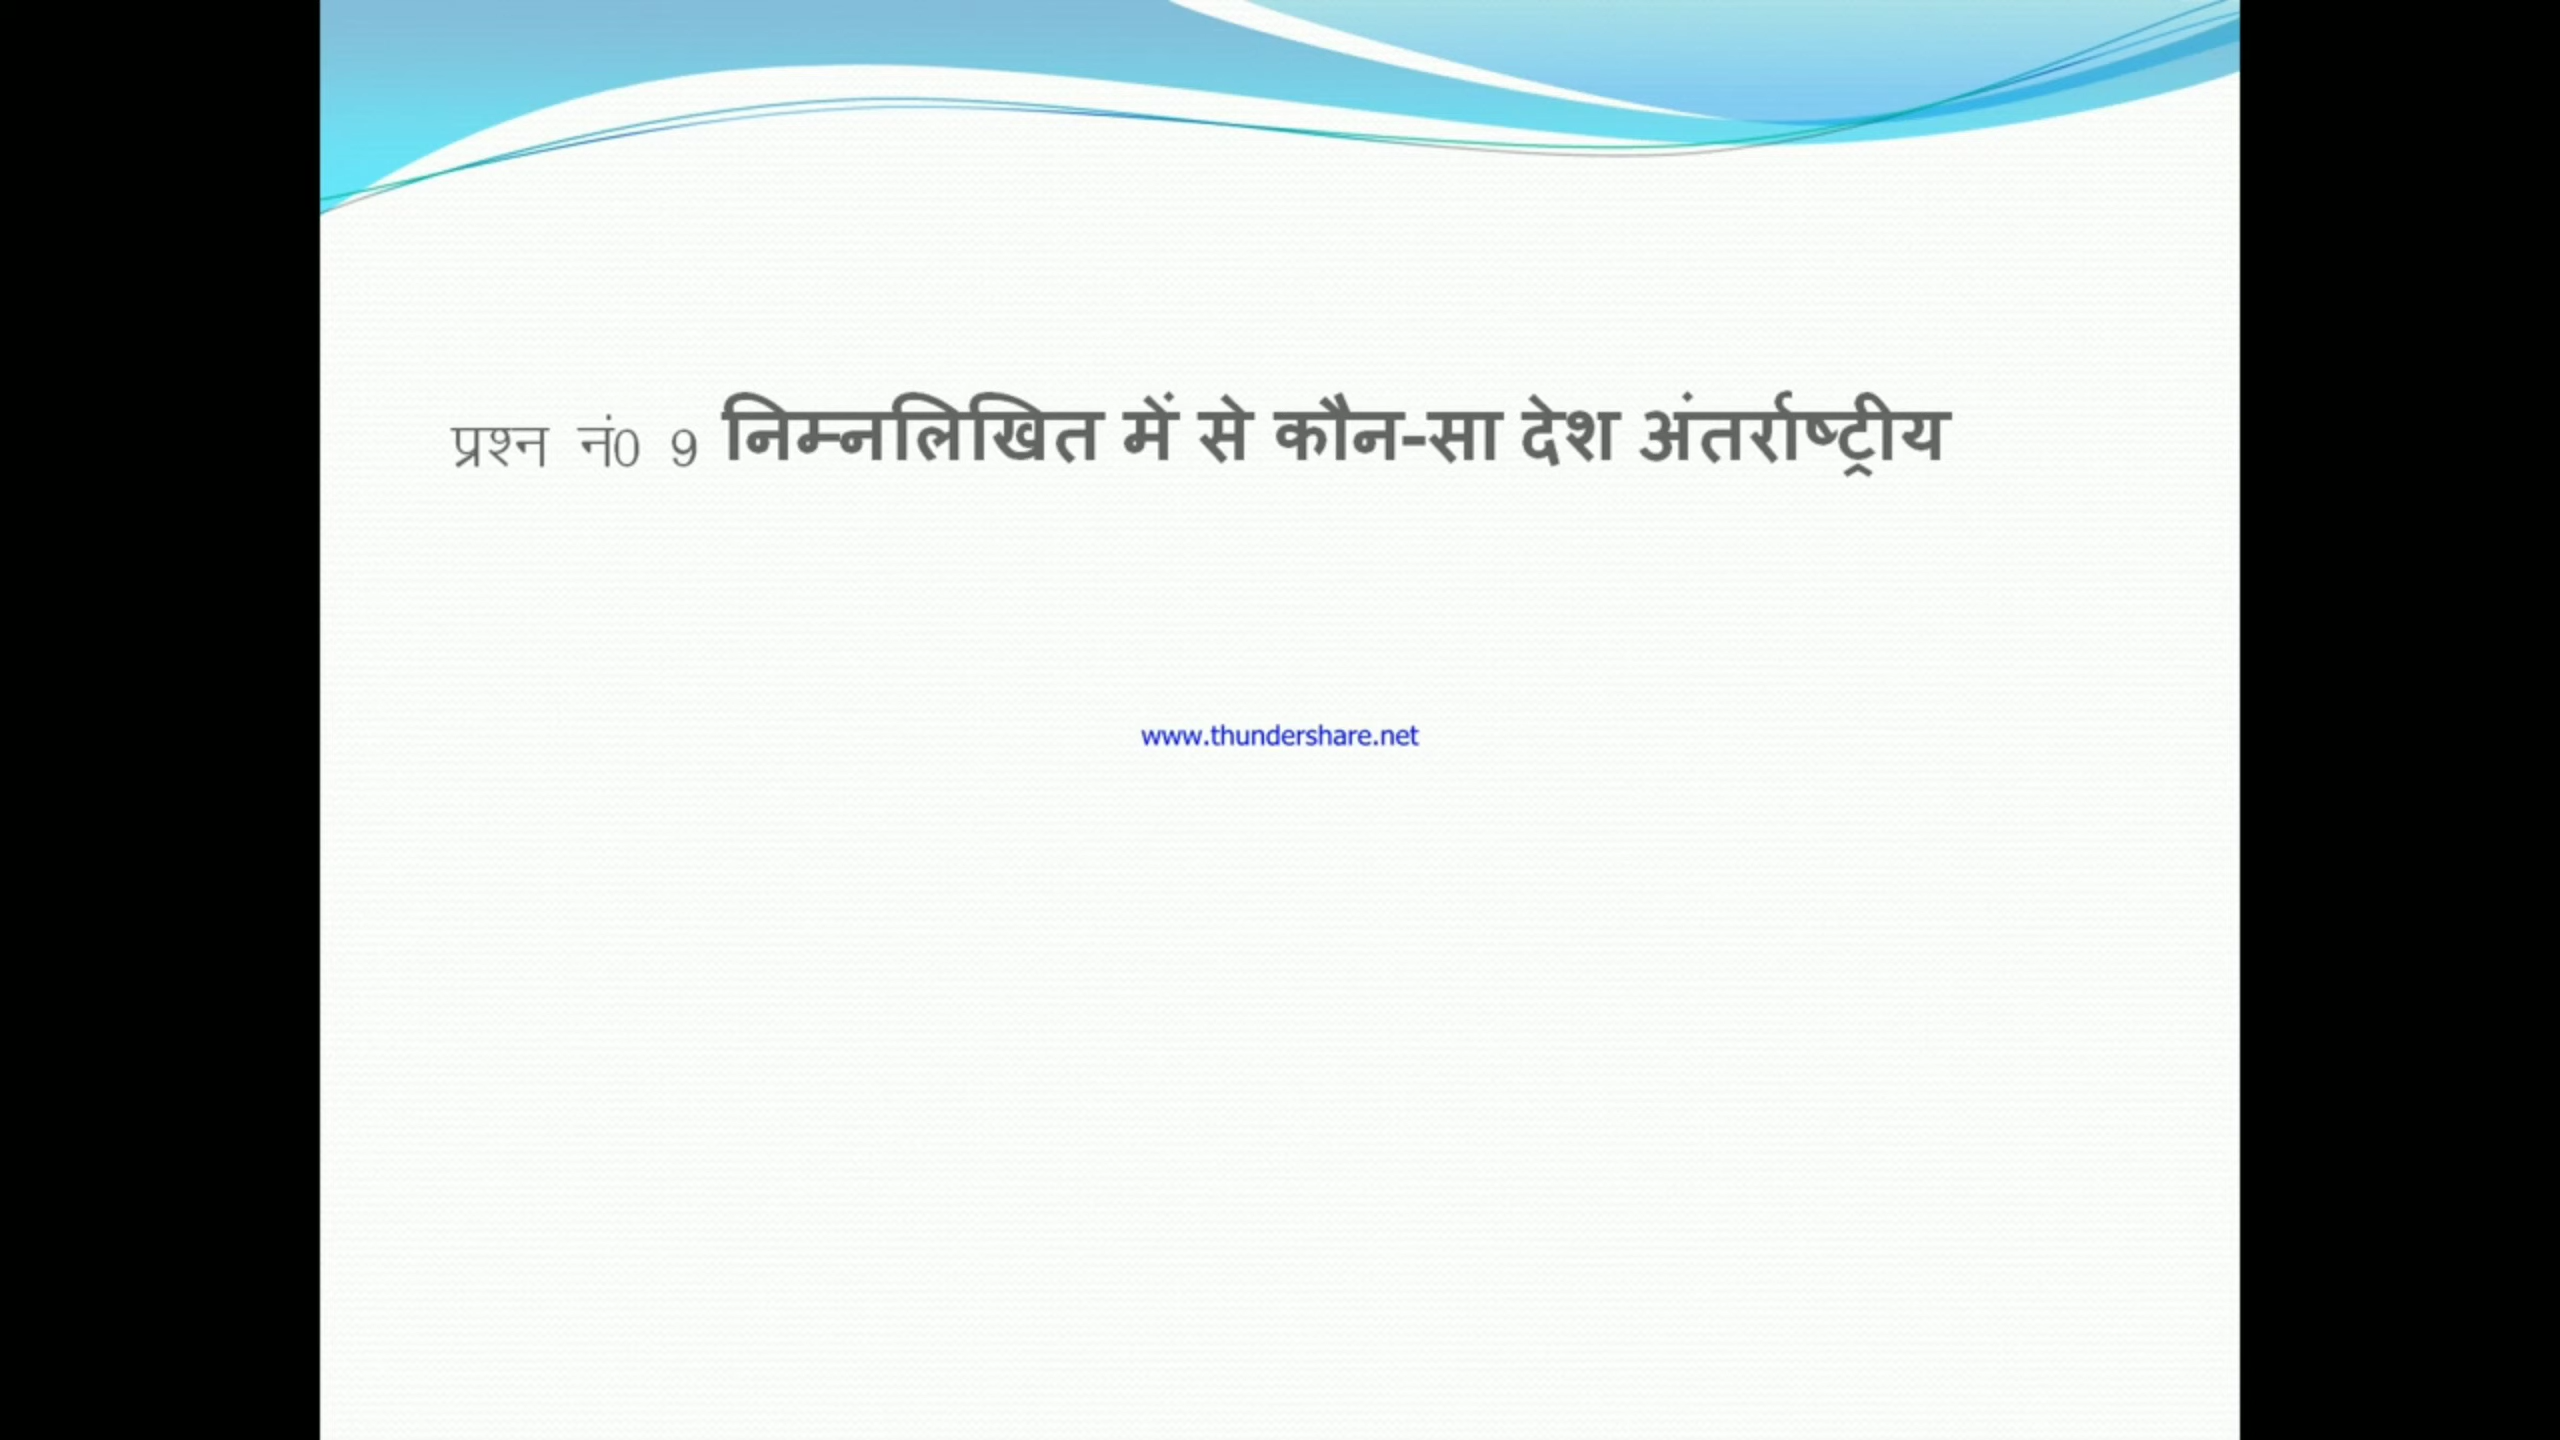 प्रश्न नं0 9 निम्नलिखित में से कौन-सा देश अंतर्राष्ट्रीय
www.thundershare.net